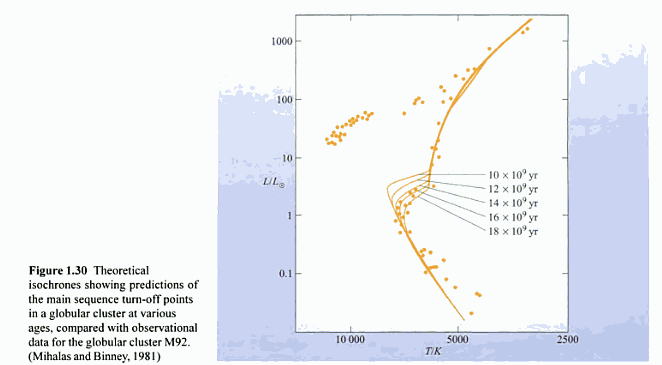 1000
100
10
L/L⊙
1
0.1
10 × 10⁹ yr
12 × 10⁹ yr
14 × 10⁹ yr
16 × 10⁹ yr
18 × 10⁹ yr
10 000
5000
2500
T/K
Figure 1.30 Theoretical
isochrones showing predictions of
the main sequence turn-off points
in a globular cluster at various
ages, compared with observational
data for the globular cluster M92.
(Mihalas and Binney, 1981)